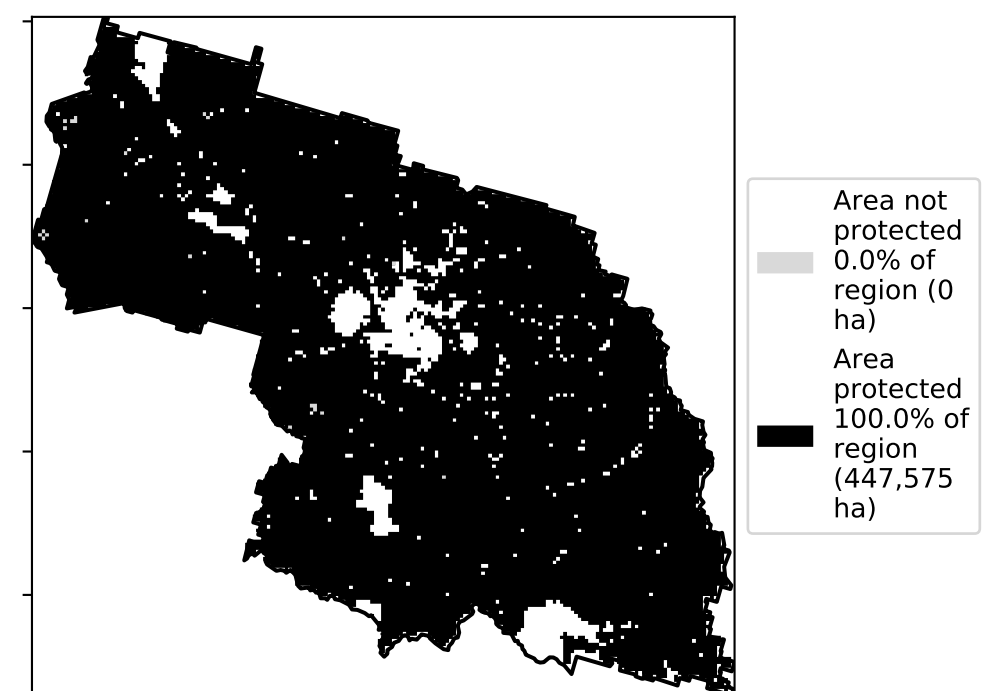 Area not
protected
0.0% of
region (0
ha)
Area
protected
100.0% of
region
(447,575
ha)